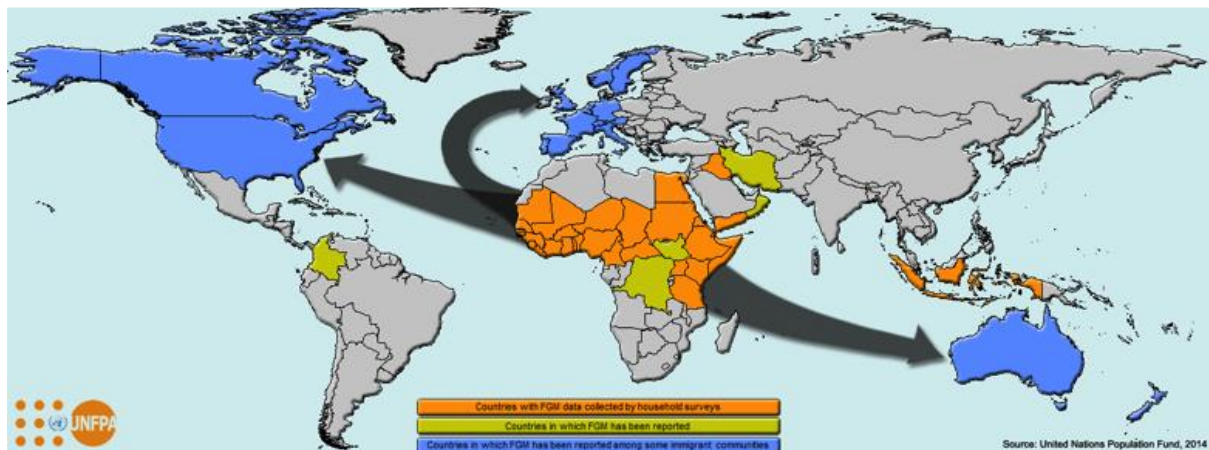 Countries with FGM data collected by household surveys
Countries in which FGM has been reported
Countries in which FGM has been reported among some immigrant communities
UNFPA
Source: United Nations Population Fund, 2014